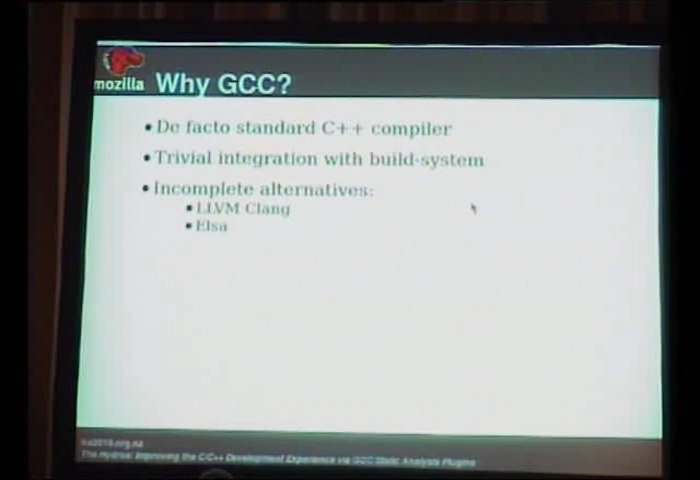 mozilla Why GCC?
De facto standard C++ compiler
Trivial integration with build-system
Incomplete alternatives:
LLVM Clang
Elsa
lca2010.org.nz
The Hydras: Improving the C/C++ Development Experience via GCC Static Analysis Plugins